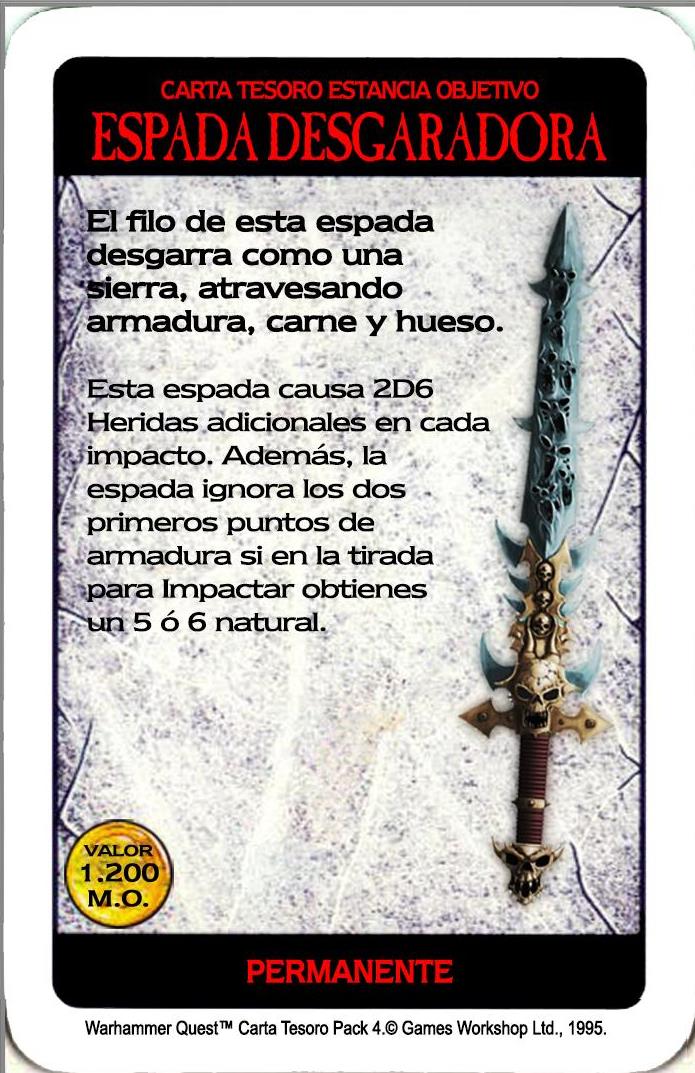 CARTA TESORO ESTANCIA OBJETIVO
ESPADA DESGARADORA
El filo de esta espada
desgarra como una
sierra, atravesando
armadura, carne y hueso.
Esta espada causa 2D6
Heridas adicionales en cada
impacto. Además, la
espada ignora los dos
primeros puntos de
armadura si en la tirada
para Impactar obtienes
un 5 ó 6 natural.
VALOR
1.200
M.O.
PERMANENTE
Warhammer Quest™ Carta Tesoro Pack 4.© Games Workshop Ltd., 1995.